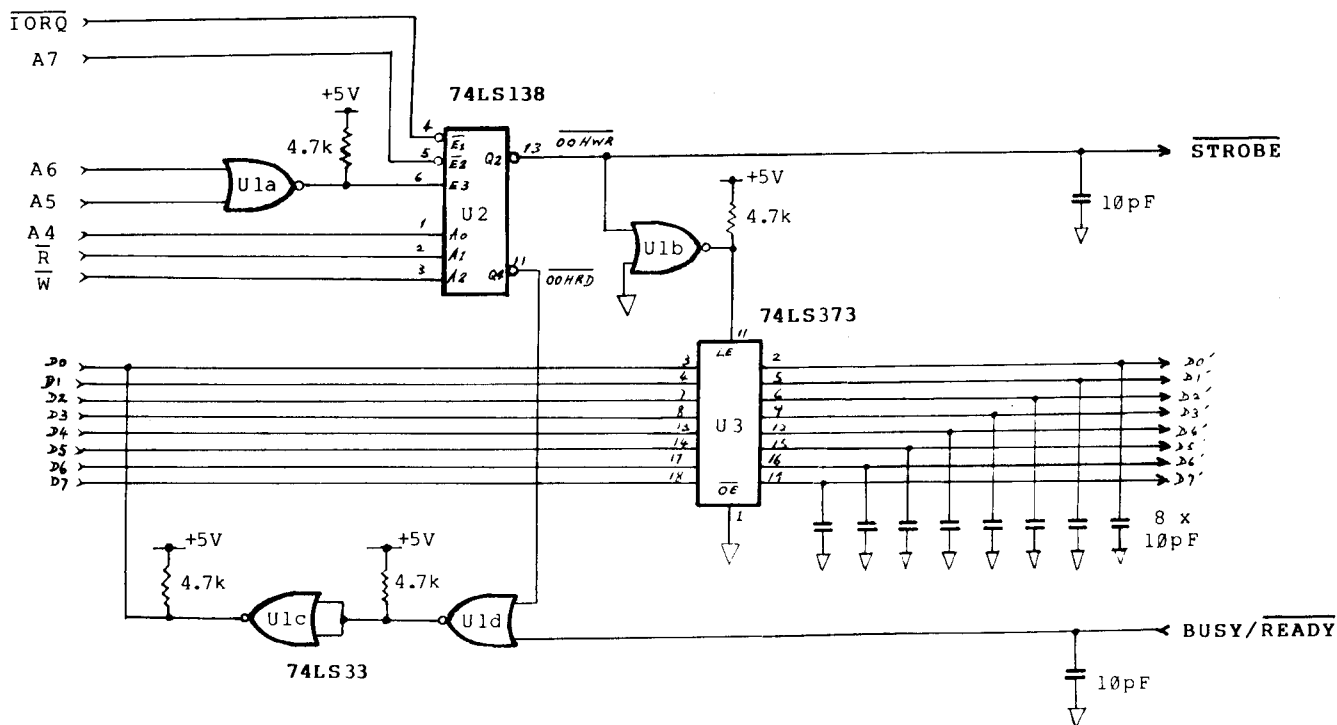 IORQ
A7
+5V
74LS138
4.7k
4
E1
5
E2
6
E3
Q2
13
00HWR
STROBE
10pF
A6
A5
U1a
U2
+5V
4.7k
U1b
A4
R
W
1
A0
2
A1
3
A2
Q4
11
00HRD
74LS373
11
LE
D0
D1
D2
D3
D4
D5
D6
D7
3
4
7
8
13
14
17
18
U3
OE
1
2
5
6
9
12
15
16
19
D0'
D1'
D2'
D3'
D5'
D6'
8 x
10pF
+5V
4.7k
+5V
4.7k
U1c
U1d
74LS33
BUSY/READY
10pF